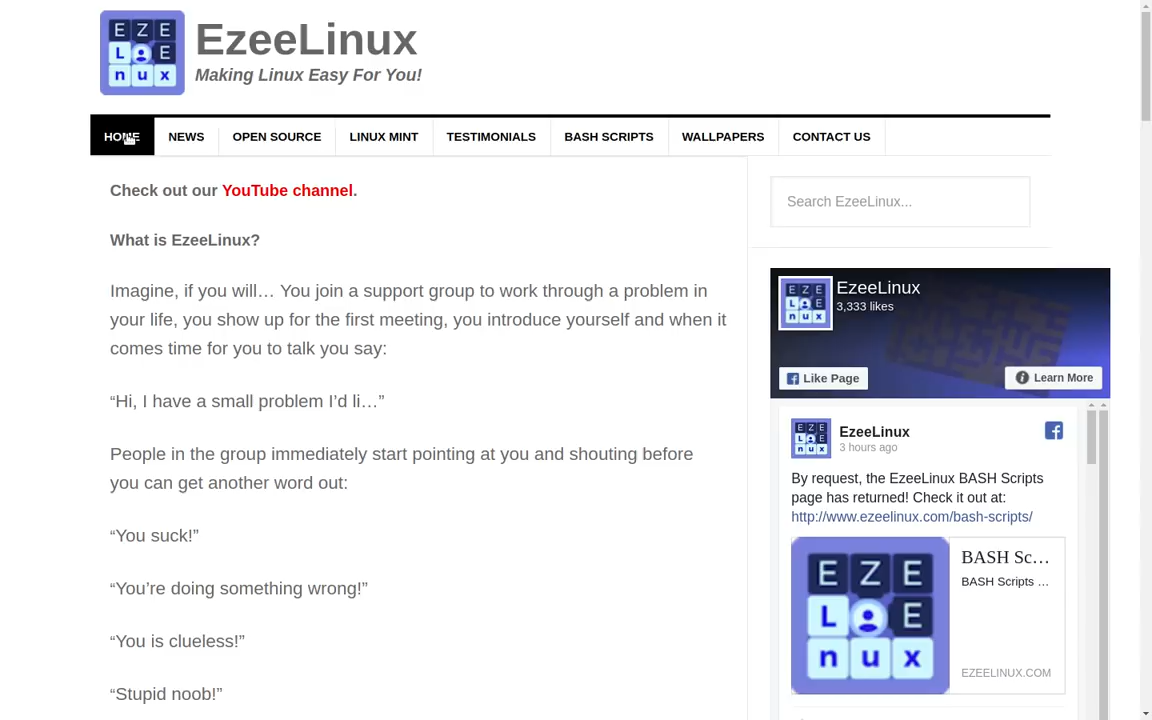 E Z E
L E
n u x
EzeeLinux
Making Linux Easy For You!
HOME NEWS OPEN SOURCE LINUX MINT TESTIMONIALS BASH SCRIPTS WALLPAPERS CONTACT US
Check out our YouTube channel.
Search EzeeLinux...
What is EzeeLinux?
Imagine, if you will… You join a support group to work through a problem in
your life, you show up for the first meeting, you introduce yourself and when it
comes time for you to talk you say:
“Hi, I have a small problem I’d li…”
People in the group immediately start pointing at you and shouting before
you can get another word out:
“You suck!”
“You’re doing something wrong!”
“You is clueless!”
“Stupid noob!”
E Z E
L E
n u x
EzeeLinux
3,333 likes
Like Page
Learn More
E Z E
L E
n u x
EzeeLinux
3 hours ago
By request, the EzeeLinux BASH Scripts
page has returned! Check it out at:
http://www.ezeelinux.com/bash-scripts/
E Z E
L E
n u x
BASH Sc…
BASH Scripts …
EZEELINUX.COM